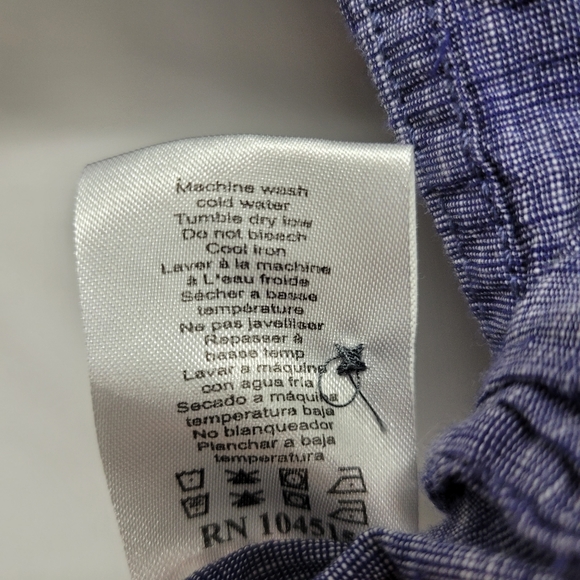 Machine wash
cold water
Tumble dry low
Do not bleach
Cool iron
Laver à la machine
à L'eau froide
Sécher a basse
température
Ne pas javelliser
Repasser à
basse temp
Lavar a máquina
con agua fría
Secado a máquina
temperatura baja
No blanqueador
Planchar a baja
temperatura
RN